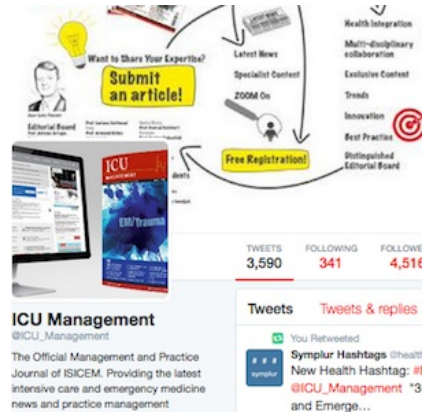 Want to Share Your Expertise?
Submit
an article!
Editorial Board
Latest News
Specialist Content
ZOOM On
Free Registration!
Health Integration
Multi-disciplinary
collaboration
Exclusive Content
Trends
Innovation
Best Practice
Distinguished
Editorial Board
ICU
MANAGEMENT
EM/Trauma
TWEETS
3,590
FOLLOWING
341
FOLLOWE
4,516
ICU Management
@ICU_Management
The Official Management and Practice
Journal of ISICEM. Providing the latest
intensive care and emergency medicine
news and practice management
Tweets Tweets & replies
You Retweeted
Symplur Hashtags @health
New Health Hashtag: #
@ICU_Management "3
and Emerge...
# # #
symplur